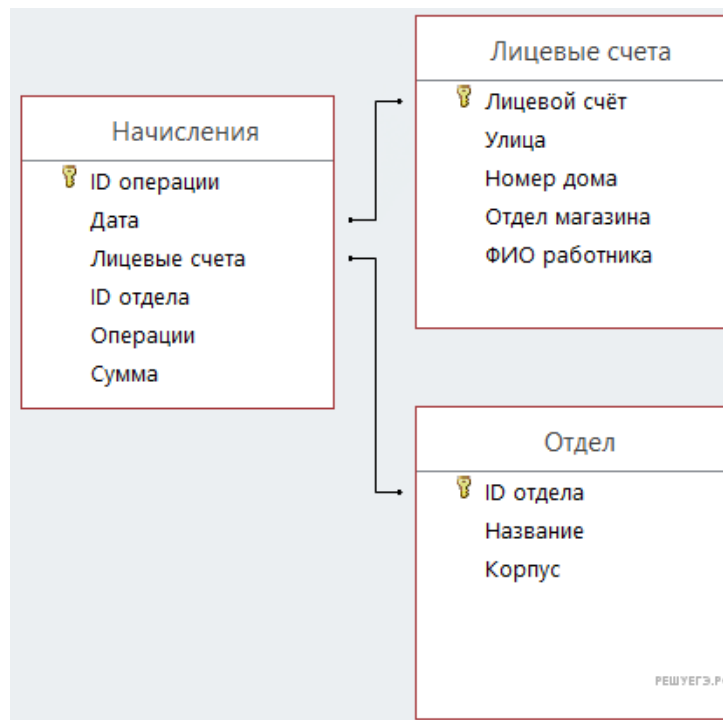 Начисления
ID операции
Дата
Лицевые счета
ID отдела
Операции
Сумма
Лицевые счета
Лицевой счёт
Улица
Номер дома
Отдел магазина
ФИО работника
Отдел
ID отдела
Название
Корпус